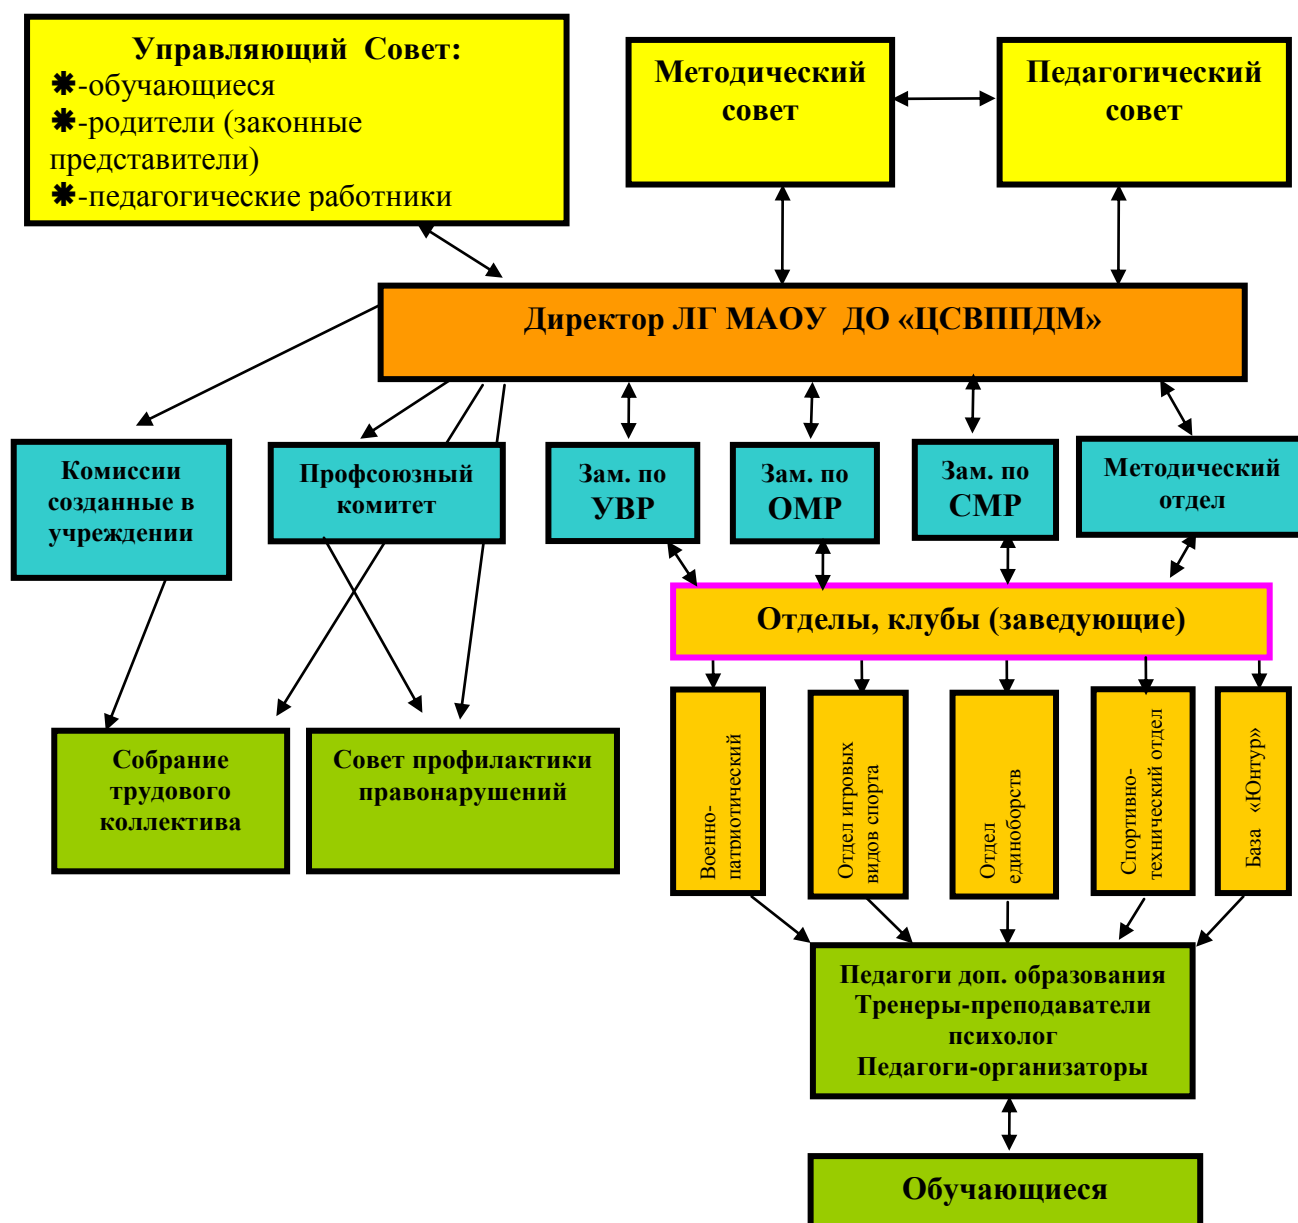 Управляющий Совет:
✱-обучающиеся
✱-родители (законные
представители)
✱-педагогические работники
Методический
совет
Педагогический
совет
Директор ЛГ МАОУ ДО «ЦСВППДМ»
Комиссии
созданные в
учреждении
Профсоюзный
комитет
Зам. по
УВР
Зам. по
ОМР
Зам. по
СМР
Методический
отдел
Отделы, клубы (заведующие)
Военно-
патриотический
Отдел игровых
видов спорта
Отдел
единоборств
Спортивно-
технический отдел
База «Юнтур»
Собрание
трудового
коллектива
Совет профилактики
правонарушений
Педагоги доп. образования
Тренеры-преподаватели
психолог
Педагоги-организаторы
Обучающиеся